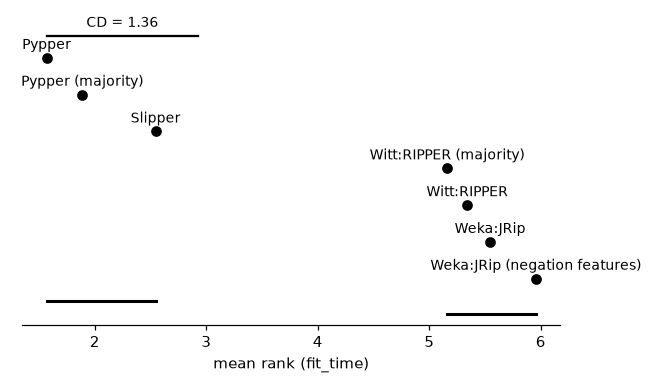 CD = 1.36
Pypper
Pypper (majority)
Slipper
Witt:RIPPER (majority)
Witt:RIPPER
Weka:JRip
Weka:JRip (negation features)
2 3 4 5 6
mean rank (fit_time)